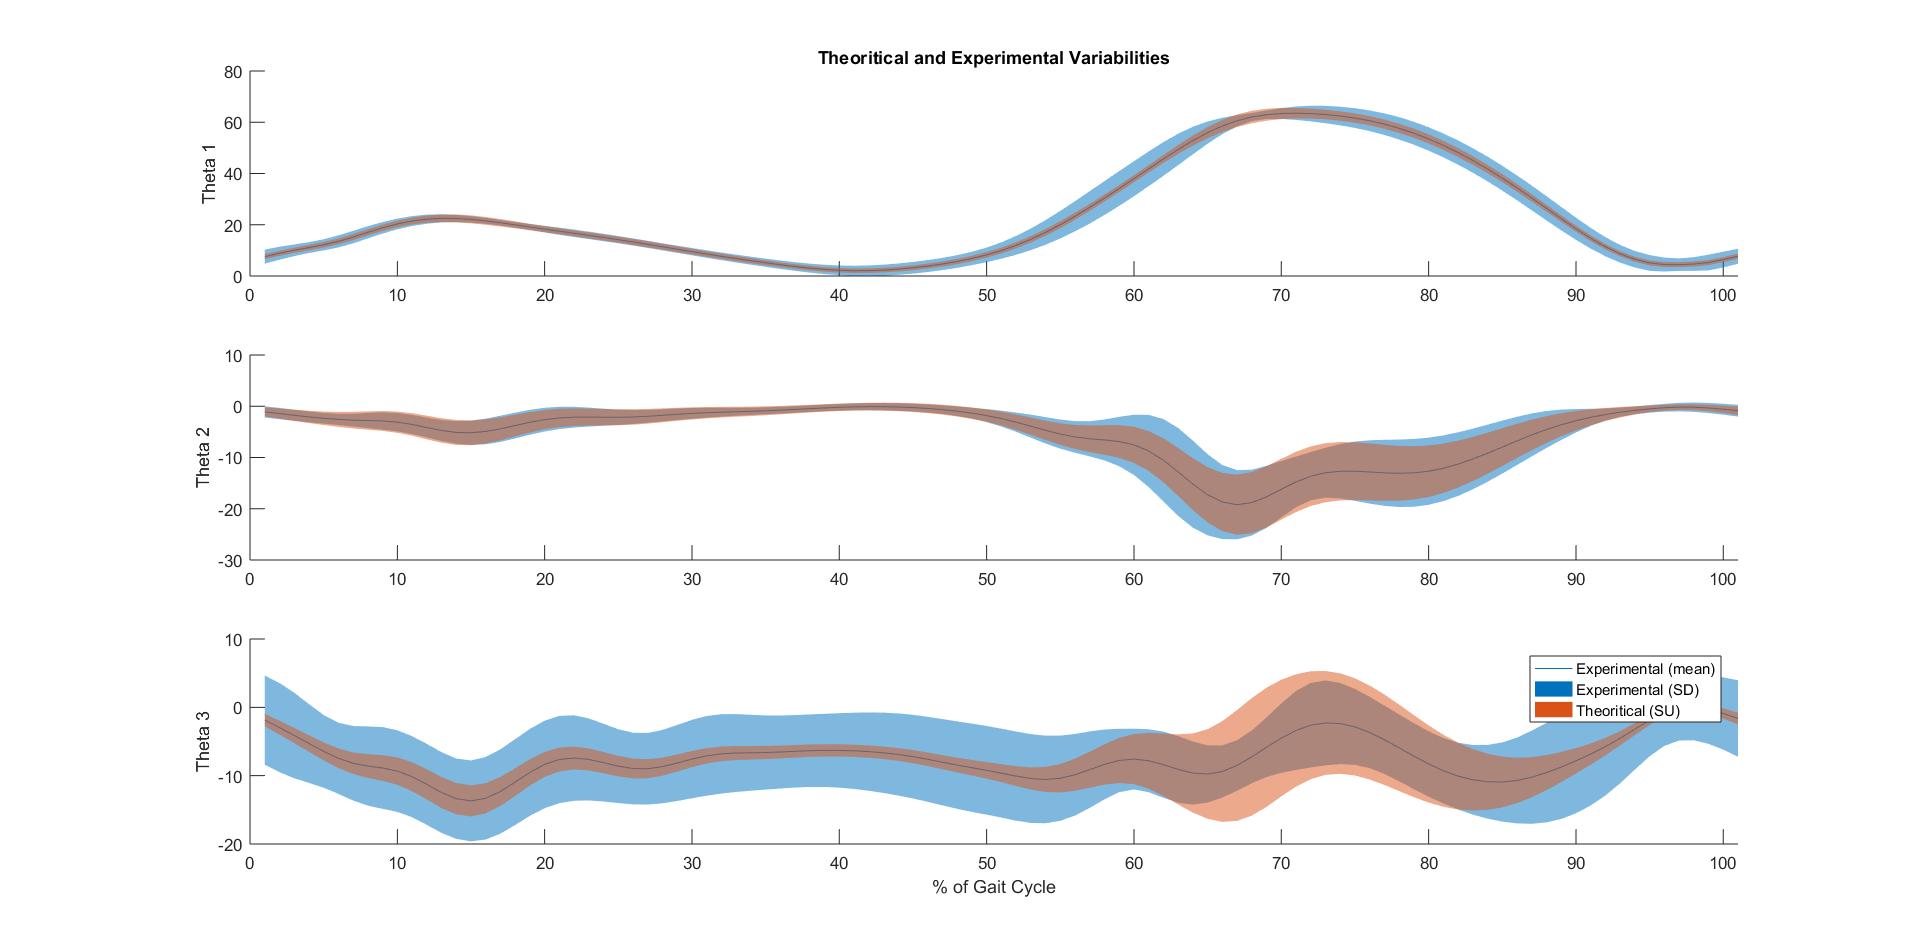 Theoritical and Experimental Variabilities
80
60
40
20
0
Theta 1
0 10 20 30 40 50 60 70 80 90 100
10
0
-10
-20
-30
Theta 2
0 10 20 30 40 50 60 70 80 90 100
10
0
-10
-20
Theta 3
Experimental (mean)
Experimental (SD)
Theoritical (SU)
0 10 20 30 40 50 60 70 80 90 100
% of Gait Cycle